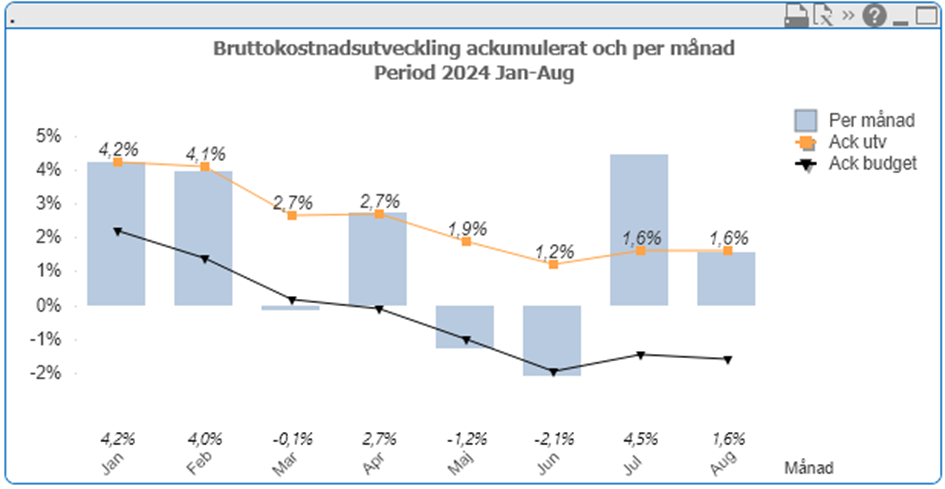 .
»
?
Bruttokostnadsutveckling ackumulerat och per månad
Period 2024 Jan-Aug
Per månad
Ack utv
Ack budget
5%
4%
3%
2%
1%
0%
-1%
-2%
4,2%
4,1%
2,7%
2,7%
1,9%
1,2%
1,6%
1,6%
4,2% 4,0% -0,1% 2,7% -1,2% -2,1% 4,5% 1,6%
Jan Feb Mar Apr Maj Jun Jul Aug
Månad